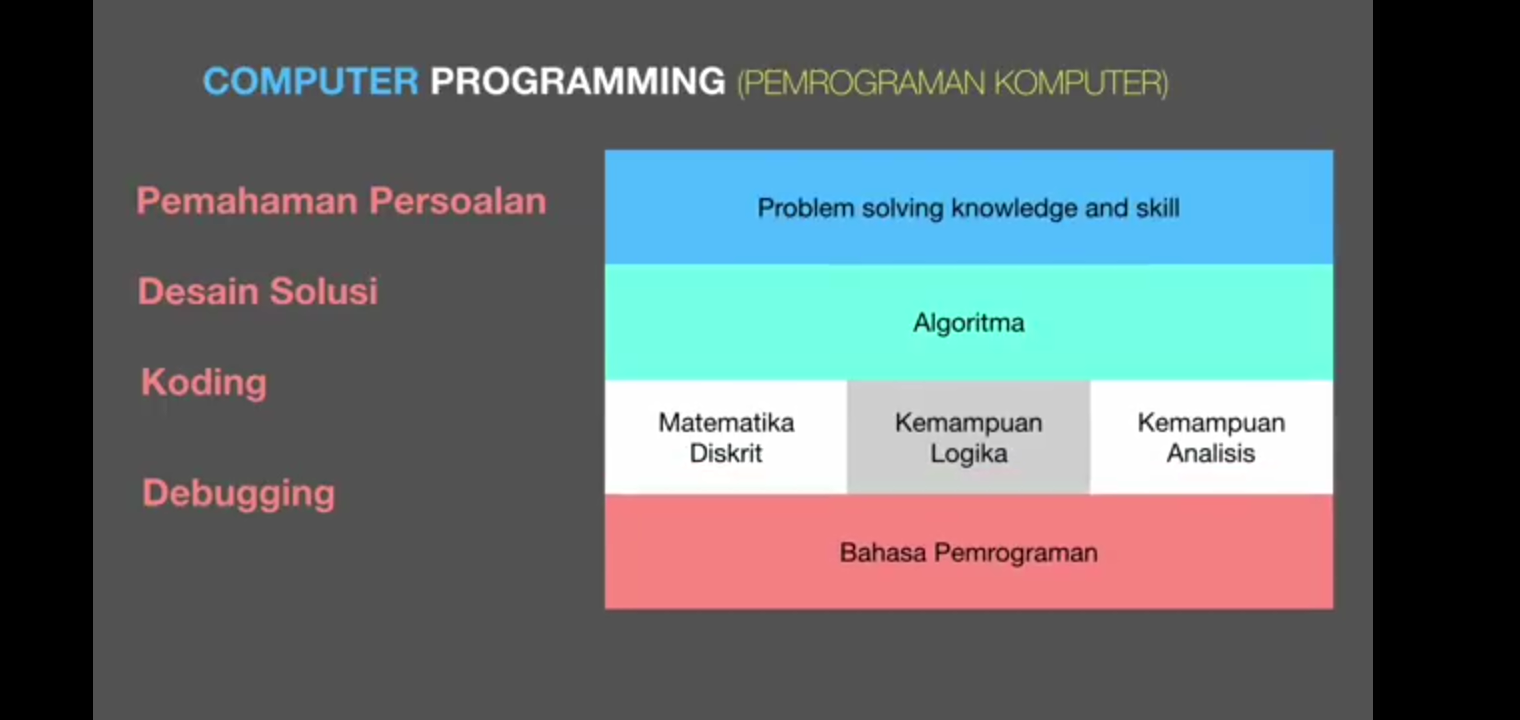 COMPUTER PROGRAMMING (PEMROGRAMAN KOMPUTER)
Pemahaman Persoalan
Desain Solusi
Koding
Debugging
Problem solving knowledge and skill
Algoritma
Matematika
Diskrit
Kemampuan
Logika
Kemampuan
Analisis
Bahasa Pemrograman